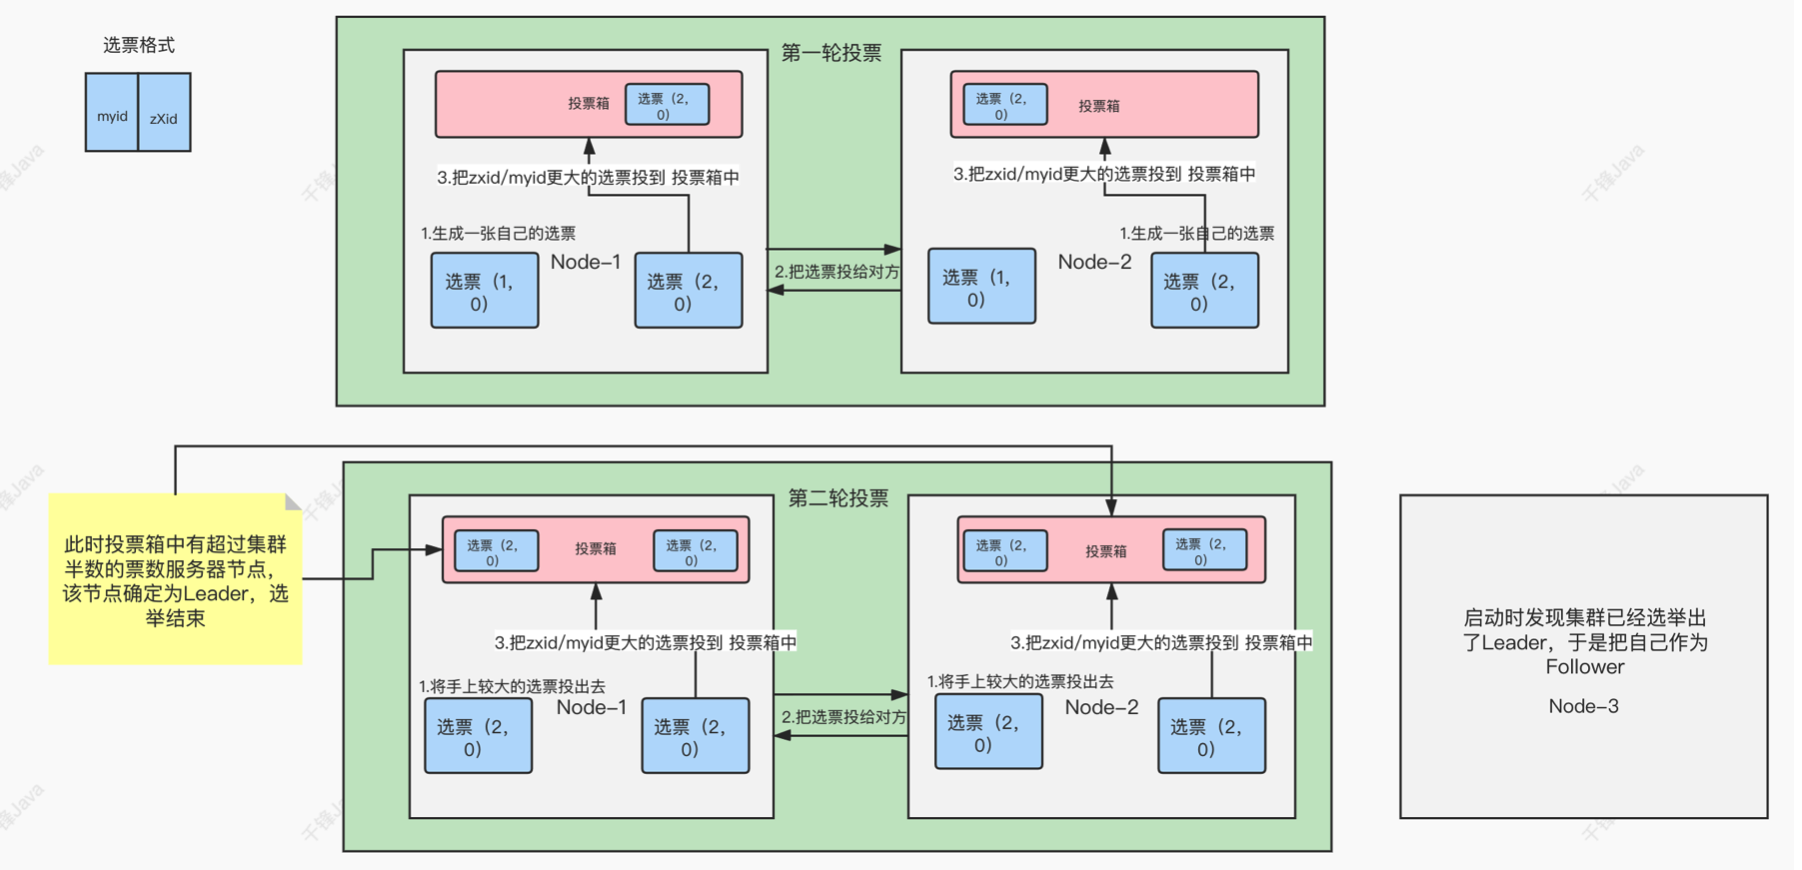 选票格式
myid
zXid
第一轮投票
投票箱
选票（2，
0）
3.把zxid/myid更大的选票投到 投票箱中
1.生成一张自己的选票
Node-1
选票（1，
0）
选票（2，
0）
2.把选票投给对方
选票（2，
0）
投票箱
3.把zxid/myid更大的选票投到 投票箱中
1.生成一张自己的选票
Node-2
选票（1，
0）
选票（2，
0）
此时投票箱中有超过集群
半数的票数服务器节点，
该节点确定为Leader，选
举结束
第二轮投票
选票（2，
0）
投票箱
选票（2，
0）
3.把zxid/myid更大的选票投到 投票箱中
1.将手上较大的选票投出去
Node-1
选票（2，
0）
选票（2，
0）
2.把选票投给对方
选票（2，
0）
投票箱
选票（2，
0）
3.把zxid/myid更大的选票投到 投票箱中
1.将手上较大的选票投出去
Node-2
选票（2，
0）
选票（2，
0）
启动时发现集群已经选举出
了Leader，于是把自己作为
Follower
Node-3
千锋Java
千锋Java